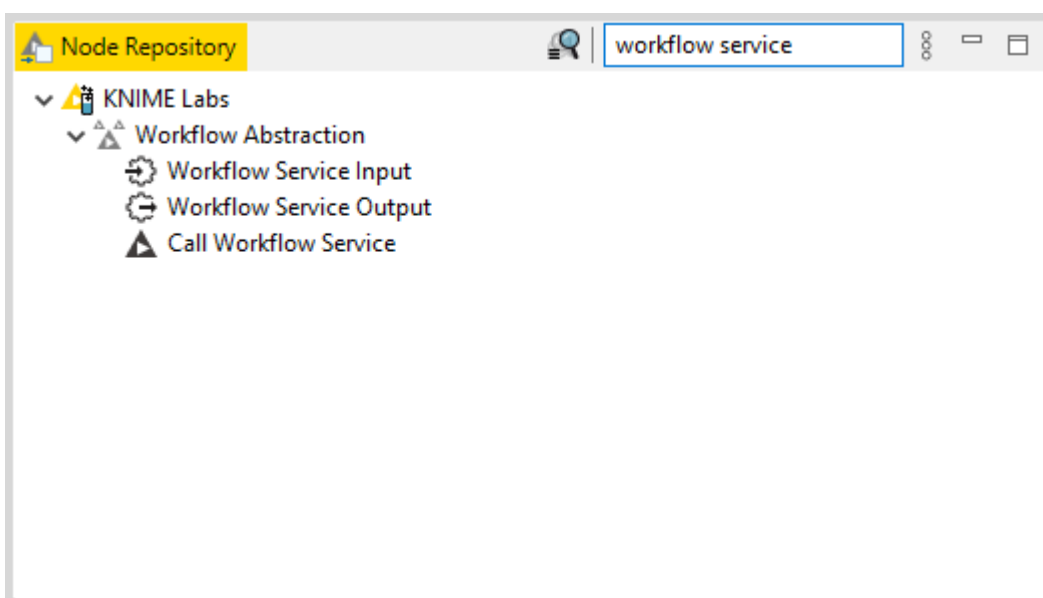 Node Repository workflow service
KNIME Labs
Workflow Abstraction
Workflow Service Input
Workflow Service Output
Call Workflow Service